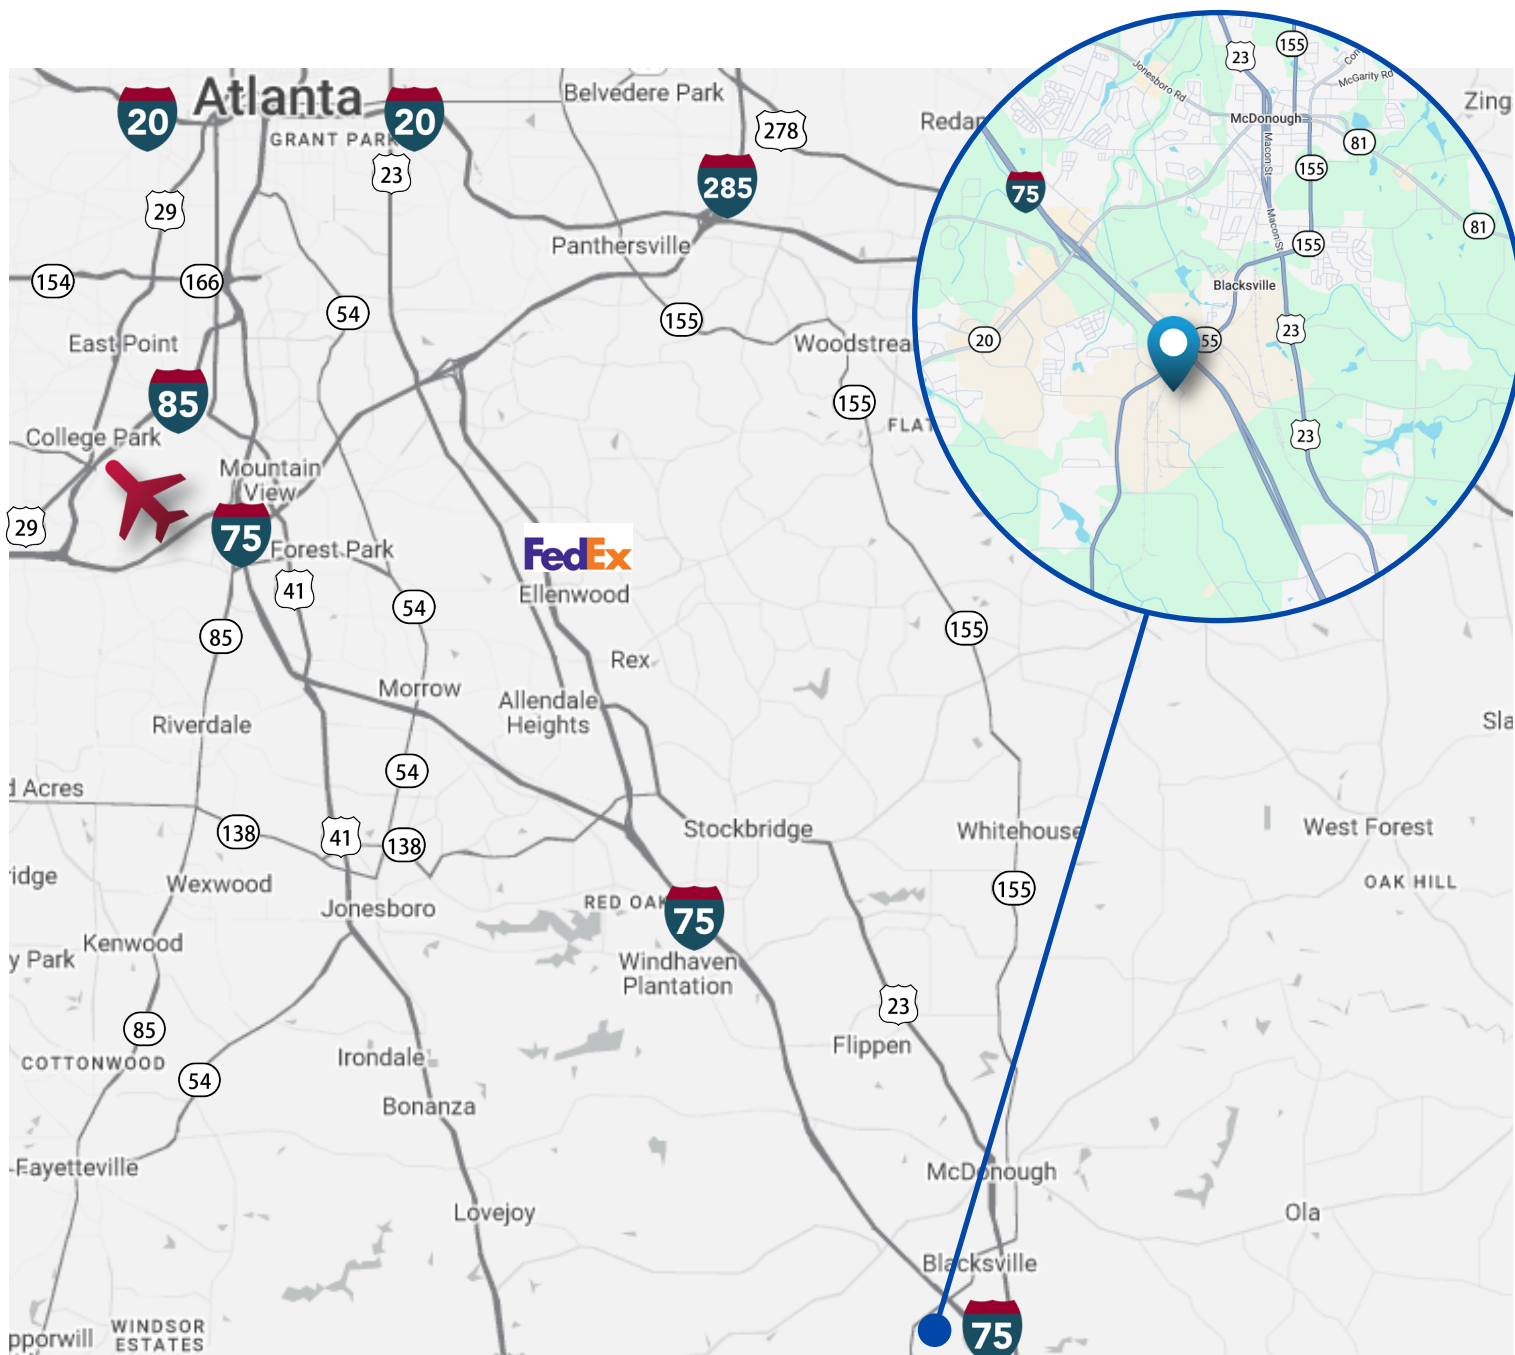 Atlanta
20
GRANT PARK
20
23
Belvedere Park
278
Redan
Zing
285
29
Panthersville
154
166
54
155
East Point
Woodstrea
85
155
College Park
FLAT
Mountain
View
29
75
Forest Park
FedEx
41
Ellenwood
54
85
155
Rex
Morrow
Allendale
Heights
Riverdale
Sla
54
d Acres
138
41
138
Stockbridge
Whitehouse
West Forest
ridge
Wexwood
155
OAK HILL
RED OAK
75
Jonesboro
Kenwood
y Park
Windhaven
Plantation
23
85
Flippen
COTTONWOOD
54
Irondale
Bonanza
Fayetteville
McDonough
Lovejoy
Ola
Blacksville
75
WINDSOR
ESTATES
pporwill
23
155
Jonesboro Rd
McGarity Rd
McDonough
81
Macon St
155
75
Macon St
81
155
Blacksville
20
55
23
23